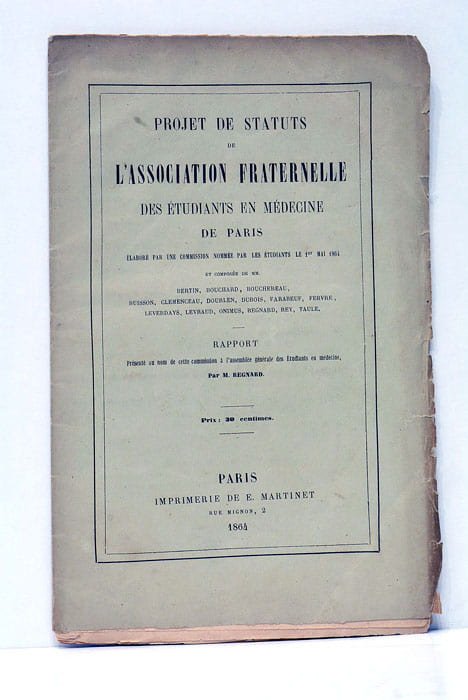 PROJET DE STATUTS
DE
L'ASSOCIATION FRATERNELLE
DES ÉTUDIANTS EN MÉDECINE
DE PARIS
ÉLABORÉ PAR UNE COMMISSION NOMMÉE PAR LES ÉTUDIANTS LE 1er MAI 1864
ET COMPOSÉE DE MM.
BERTIN, BOUCHARD, BOUCHEREAU,
BUISSON, CLEMENCEAU, DOURLEN, DUBOIS, FARABEUF, FERVRE,
LEVERDAYS, LEVRAUD, ONIMUS, REGNARD, REY, TAULE.
RAPPORT
Présenté au nom de cette commission à l'assemblée générale des Étudiants en médecine,
Par M. REGNARD.
Prix : 30 centimes.
PARIS
IMPRIMERIE DE E. MARTINET
RUE MIGNON, 2
1864